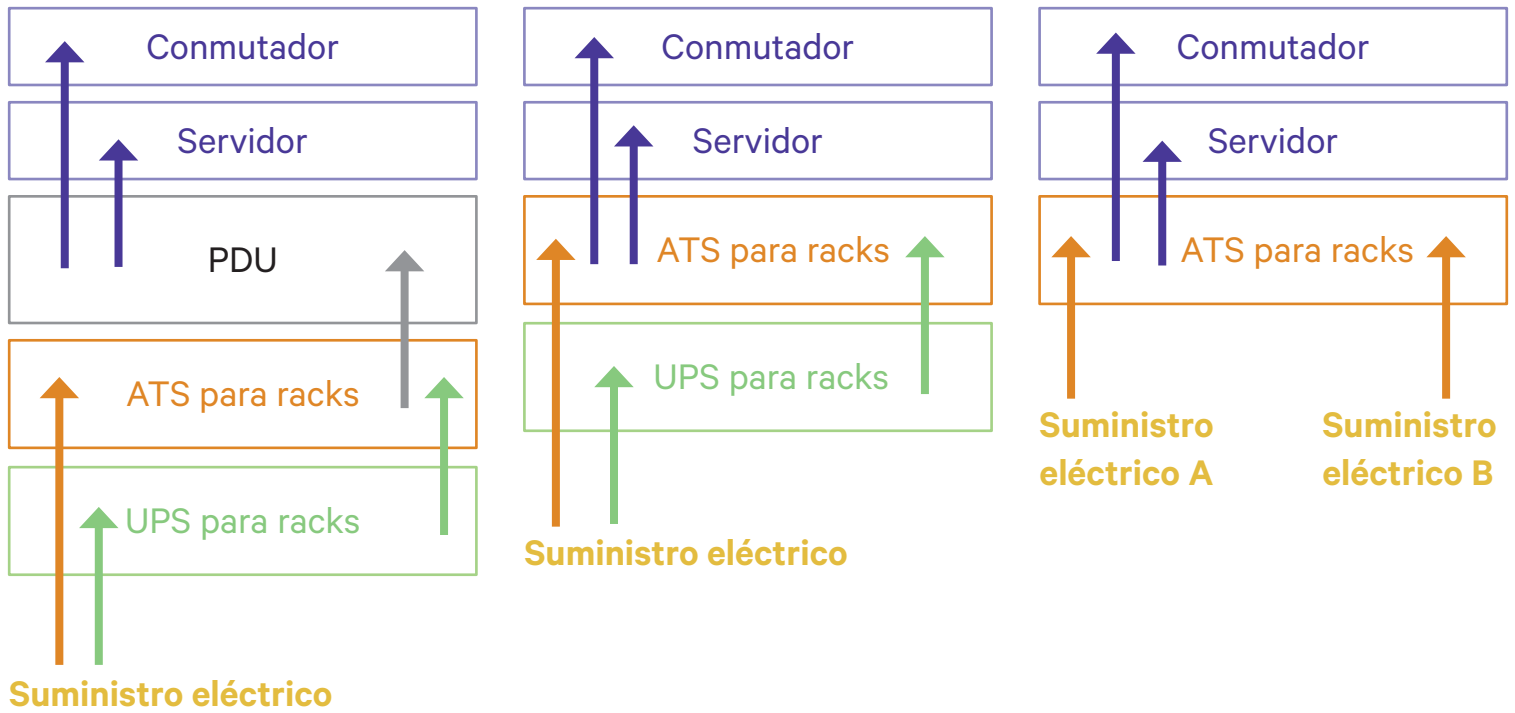 Conmutador
Servidor
PDU
ATS para racks
UPS para racks
Suministro eléctrico
Conmutador
Servidor
ATS para racks
UPS para racks
Suministro eléctrico
Conmutador
Servidor
ATS para racks
Suministro
eléctrico A
Suministro
eléctrico B